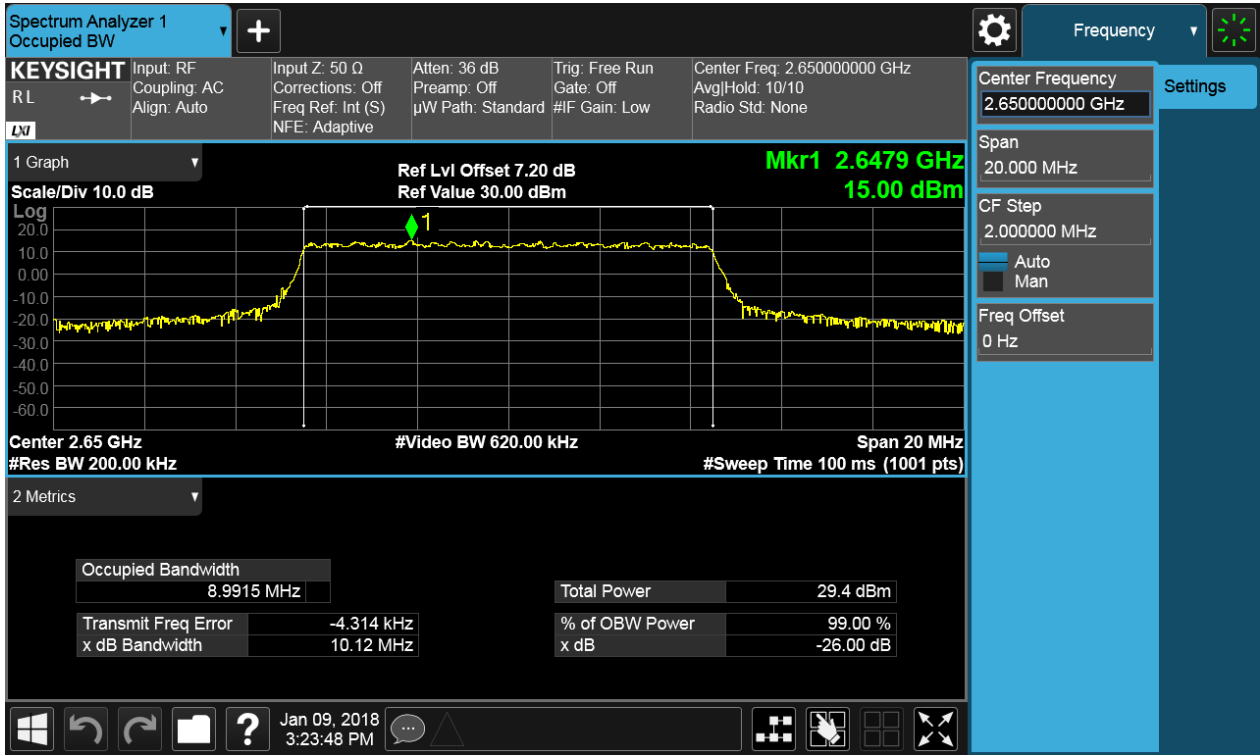 Spectrum Analyzer 1
Occupied BW
+
Frequency
KEYSIGHT
RL
LXI
Input: RF
Coupling: AC
Align: Auto
Input Z: 50 Ω
Corrections: Off
Freq Ref: Int (S)
NFE: Adaptive
Atten: 36 dB
Preamp: Off
µW Path: Standard
Trig: Free Run
Gate: Off
#IF Gain: Low
Center Freq: 2.650000000 GHz
Avg|Hold: 10/10
Radio Std: None
Center Frequency
2.650000000 GHz
Settings
Span
20.000 MHz
CF Step
2.000000 MHz
Auto
Man
Freq Offset
0 Hz
1 Graph
Scale/Div 10.0 dB
Ref Lvl Offset 7.20 dB
Ref Value 30.00 dBm
Mkr1 2.6479 GHz
15.00 dBm
Log
20.0
10.0
0.00
-10.0
-20.0
-30.0
-40.0
-50.0
-60.0
1
Center 2.65 GHz
#Video BW 620.00 kHz
Span 20 MHz
#Res BW 200.00 kHz
#Sweep Time 100 ms (1001 pts)
2 Metrics
Occupied Bandwidth
8.9915 MHz
Total Power 29.4 dBm
Transmit Freq Error -4.314 kHz
% of OBW Power 99.00 %
x dB Bandwidth 10.12 MHz
x dB -26.00 dB
?
Jan 09, 2018
3:23:48 PM